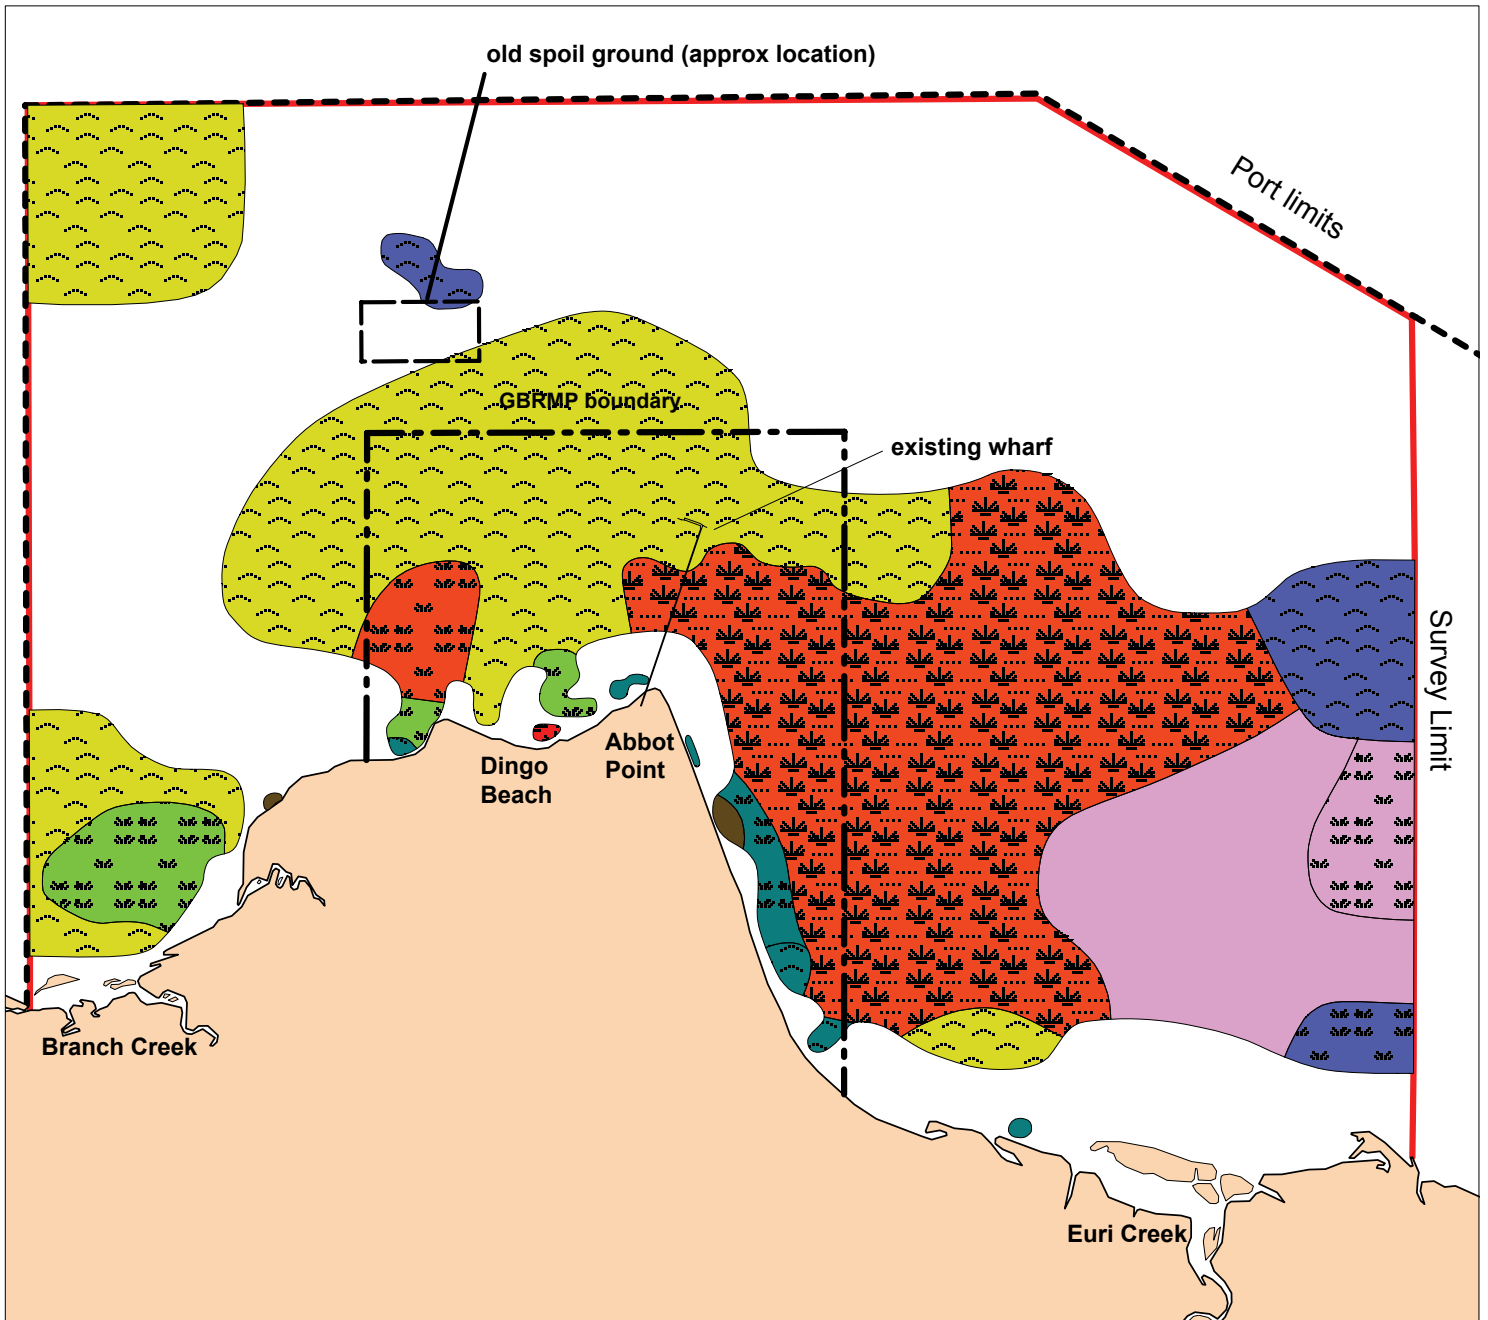 old spoil ground (approx location)
Port limits
GBRMP boundary
existing wharf
Survey Limit
Abbot
Point
Dingo
Beach
Branch Creek
Euri Creek